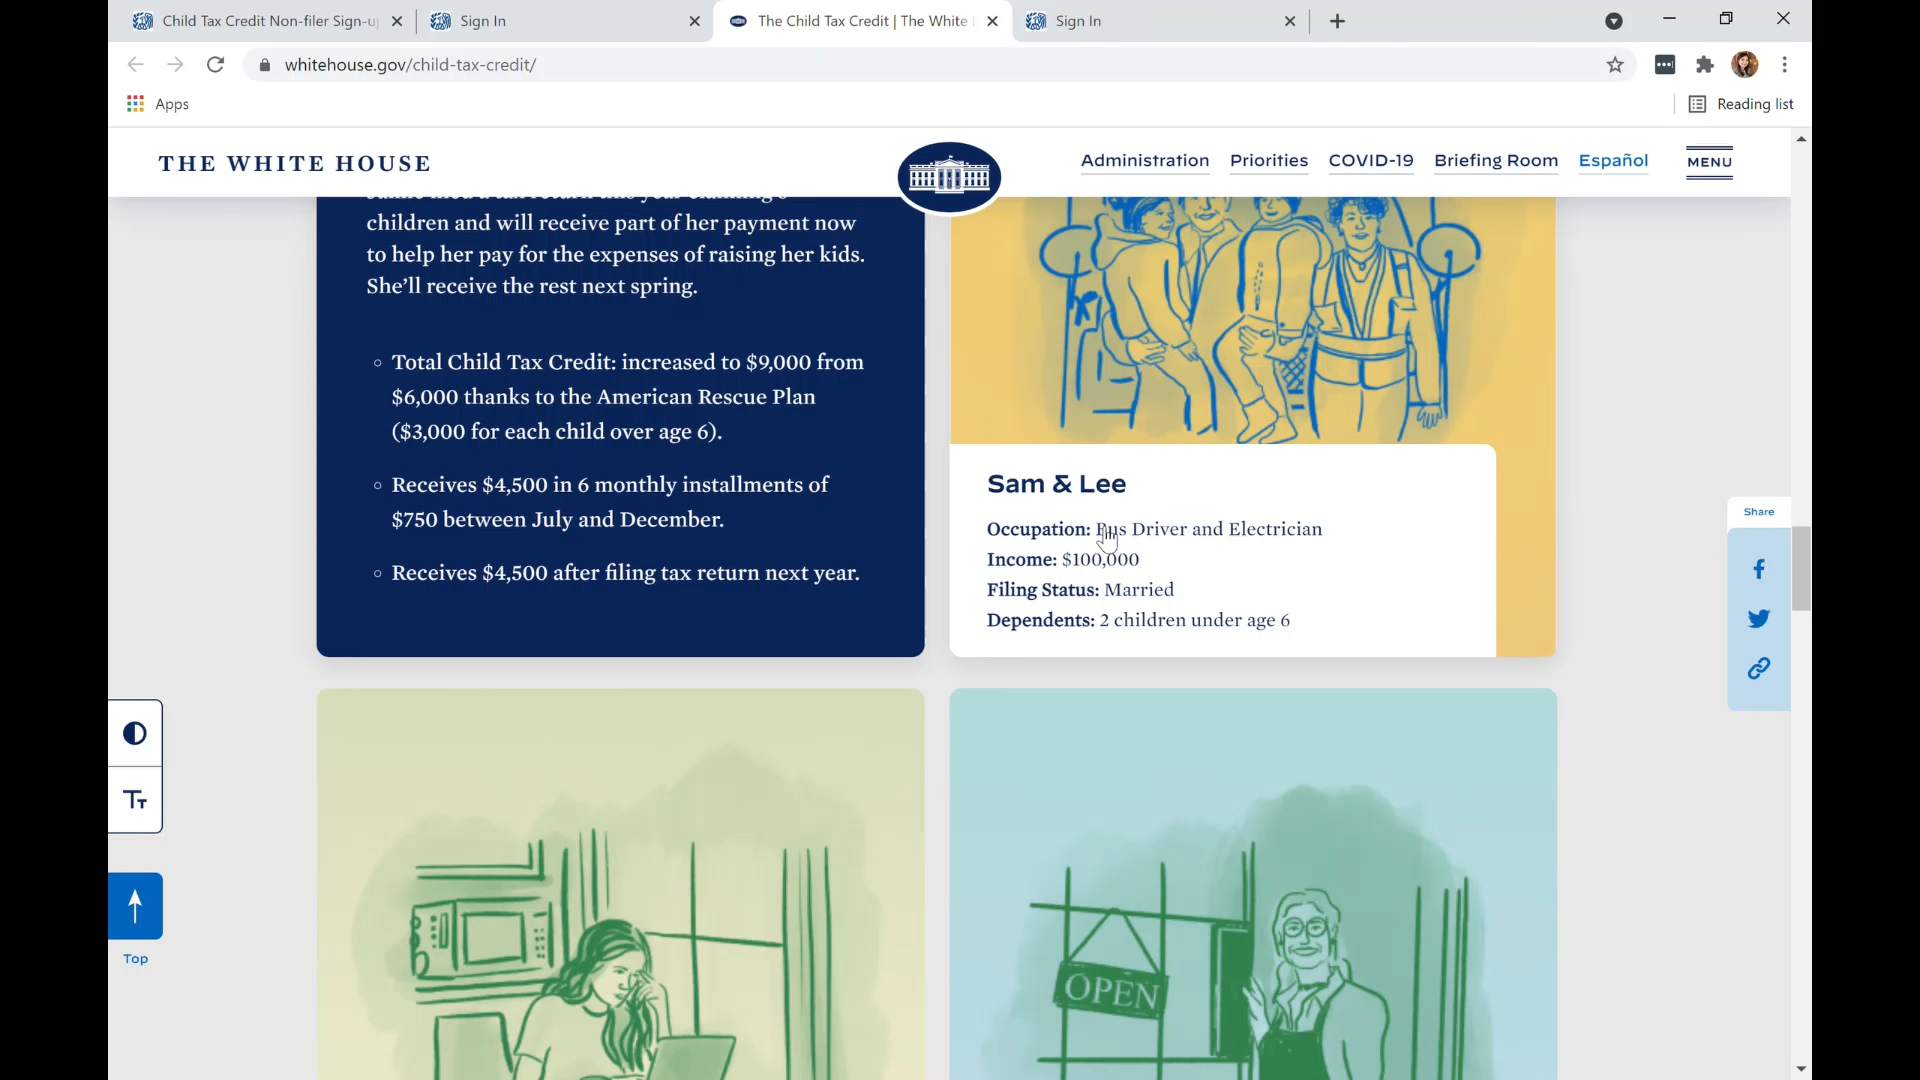 Child Tax Credit Non-filer Sign-u
Sign In
The Child Tax Credit | The White
Sign In
whitehouse.gov/child-tax-credit/
Apps
Reading list
THE WHITE HOUSE
Administration
Priorities
COVID-19
Briefing Room
Español
MENU
children and will receive part of her payment now
to help her pay for the expenses of raising her kids.
She'll receive the rest next spring.
Total Child Tax Credit: increased to $9,000 from
$6,000 thanks to the American Rescue Plan
($3,000 for each child over age 6).
Receives $4,500 in 6 monthly installments of
$750 between July and December.
Receives $4,500 after filing tax return next year.
Sam & Lee
Occupation: Bus Driver and Electrician
Income: $100,000
Filing Status: Married
Dependents: 2 children under age 6
Share
Top
OPEN